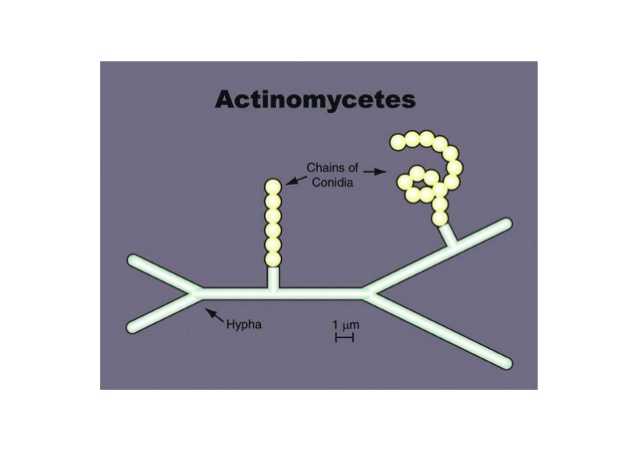 Actinomycetes
Chains of
Conidia
Hypha
1 µm